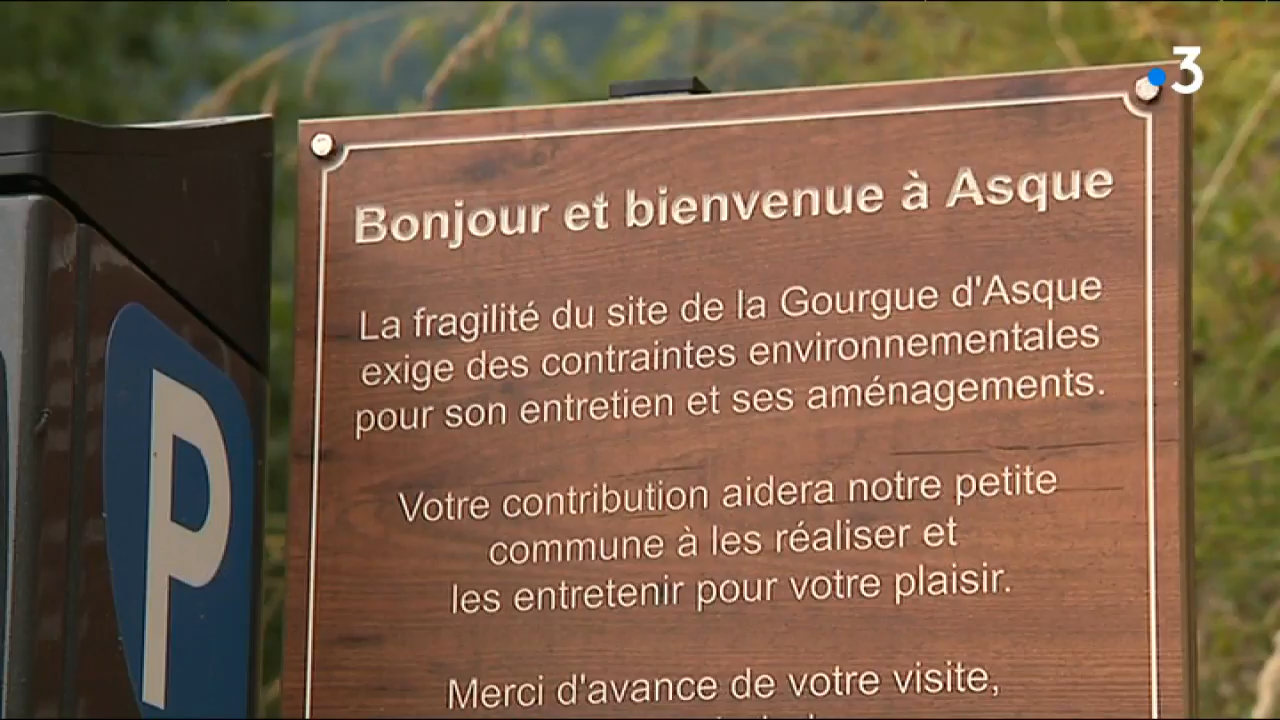 3
P
Bonjour et bienvenue à Asque
La fragilité du site de la Gourgue d'Asque
exige des contraintes environnementales
pour son entretien et ses aménagements.
Votre contribution aidera notre petite
commune à les réaliser et
les entretenir pour votre plaisir.
Merci d'avance de votre visite,